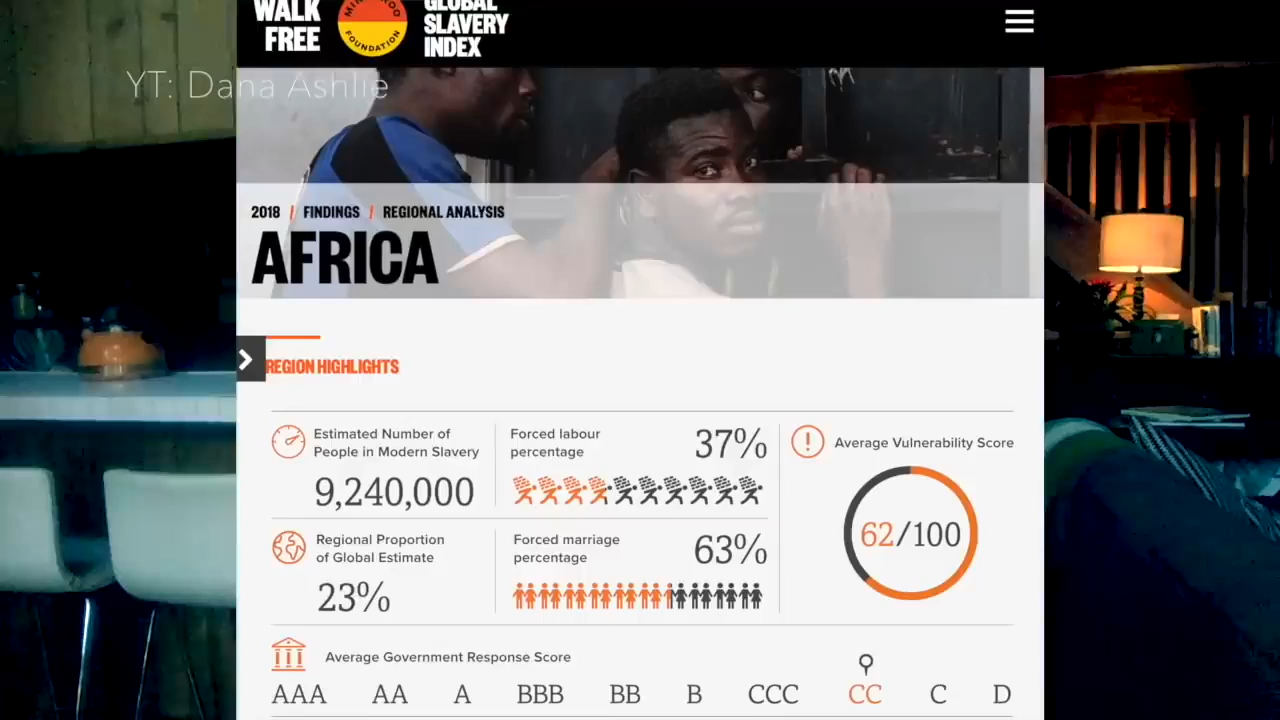 WALK
FREE
MINDEROO
FOUNDATION
GLOBAL
SLAVERY
INDEX
YT: Dana Ashlie
2018 / FINDINGS / REGIONAL ANALYSIS
AFRICA
REGION HIGHLIGHTS
Estimated Number of
People in Modern Slavery
9,240,000
Regional Proportion
of Global Estimate
23%
Forced labour
percentage
37%
Forced marriage
percentage
63%
Average Vulnerability Score
62/100
Average Government Response Score
AAA AA A BBB BB B CCC CC C D